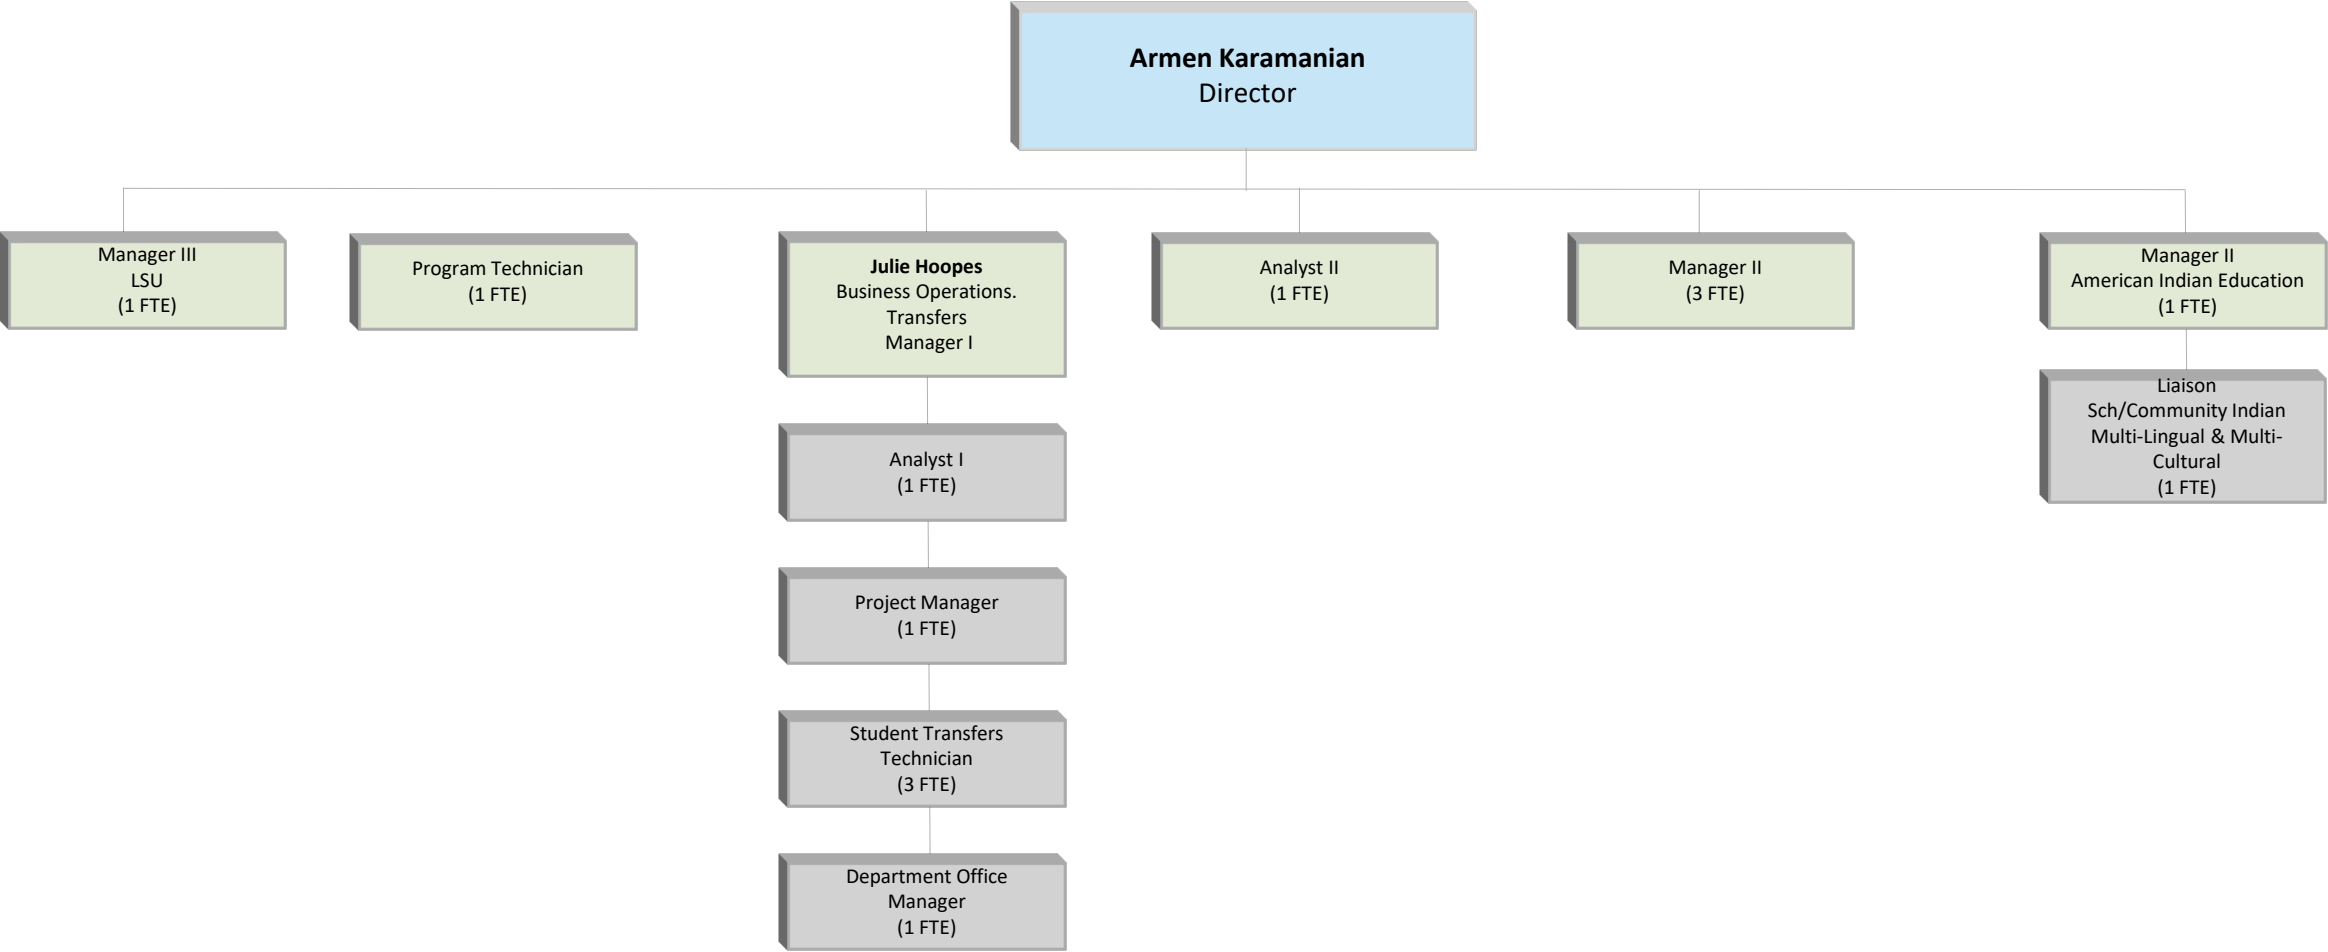 Armen Karamanian
Director
Manager III
LSU
(1 FTE)
Program Technician
(1 FTE)
Julie Hoopes
Business Operations.
Transfers
Manager I
Analyst II
(1 FTE)
Manager II
(3 FTE)
Manager II
American Indian Education
(1 FTE)
Liaison
Sch/Community Indian
Multi-Lingual & Multi-
Cultural
(1 FTE)
Analyst I
(1 FTE)
Project Manager
(1 FTE)
Student Transfers
Technician
(3 FTE)
Department Office
Manager
(1 FTE)